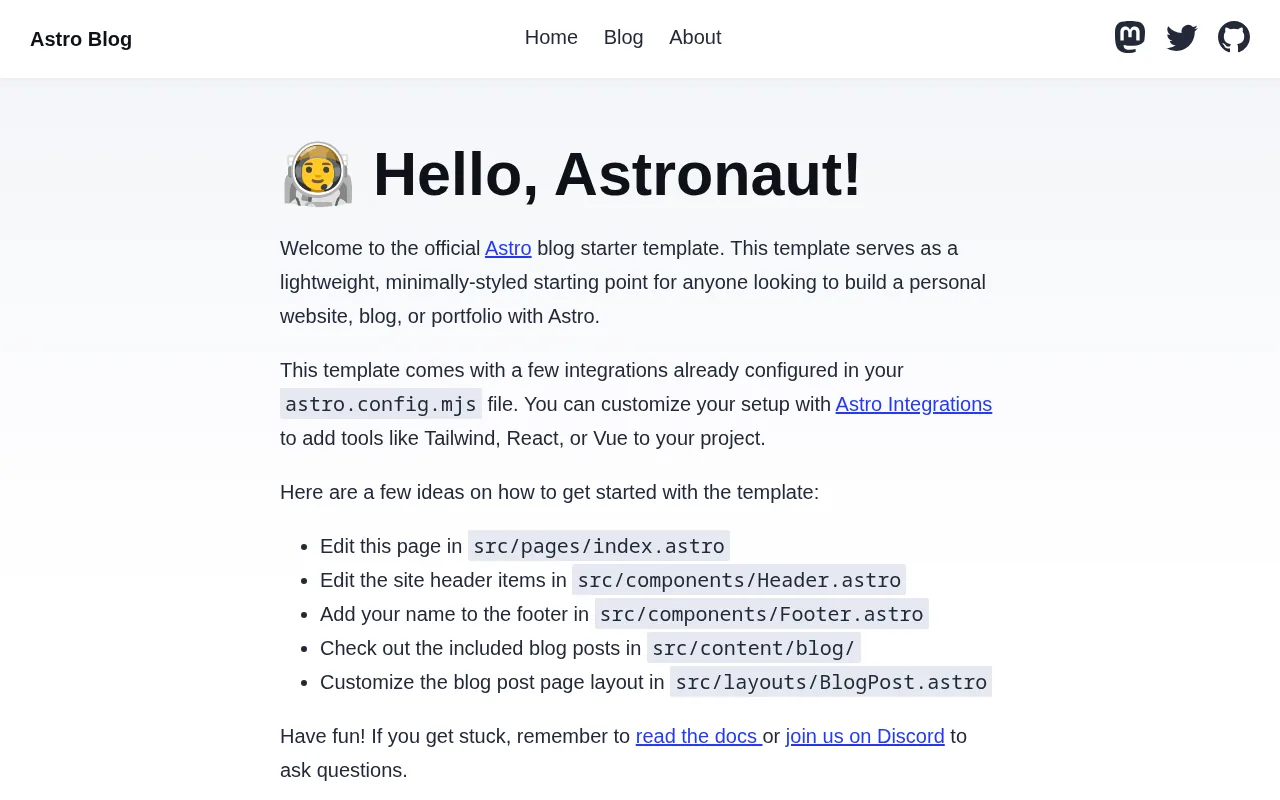 Astro Blog
Home
Blog
About
Hello, Astronaut!
Welcome to the official Astro blog starter template. This template serves as a
lightweight, minimally-styled starting point for anyone looking to build a personal
website, blog, or portfolio with Astro.
This template comes with a few integrations already configured in your
astro.config.mjs file. You can customize your setup with Astro Integrations
to add tools like Tailwind, React, or Vue to your project.
Here are a few ideas on how to get started with the template:
Edit this page in src/pages/index.astro
Edit the site header items in src/components/Header.astro
Add your name to the footer in src/components/Footer.astro
Check out the included blog posts in src/content/blog/
Customize the blog post page layout in src/layouts/BlogPost.astro
Have fun! If you get stuck, remember to read the docs or join us on Discord to
ask questions.